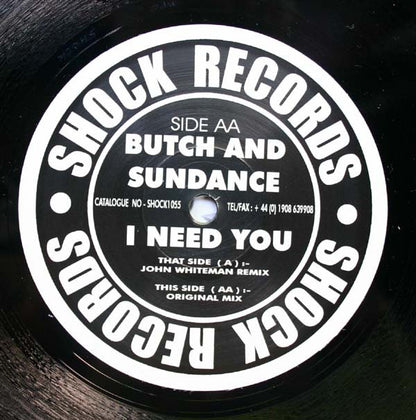 SHOCK RECORDS
SIDE AA
BUTCH AND
SUNDANCE
CATALOGUE NO - SHOCK1055
TEL/FAX : + 44 (0) 1908 639908
I NEED YOU
THAT SIDE ( A ) :-
JOHN WHITEMAN REMIX
THIS SIDE ( AA ) :-
ORIGINAL MIX
SHOCK RECORDS